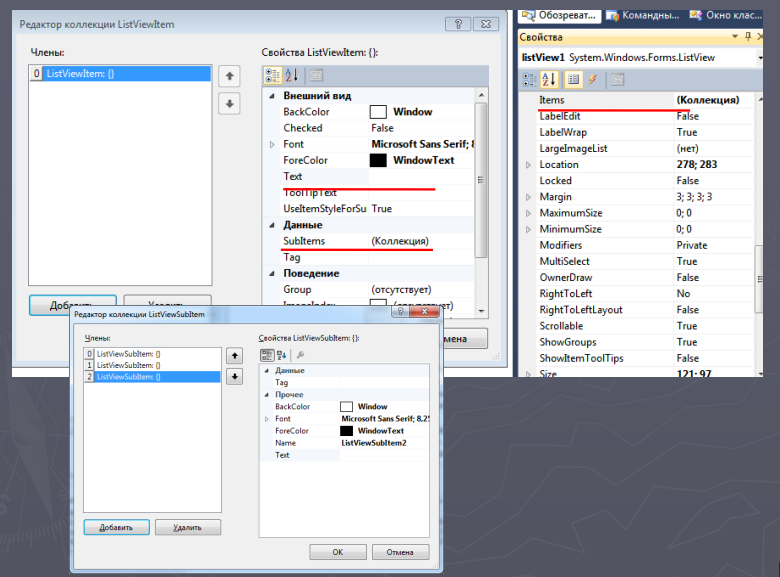 Редактор коллекции ListViewItem
Члены:
0 ListViewItem: {}
Свойства ListViewItem: {}:
Внешний вид
BackColor Window
Checked False
Font Microsoft Sans Serif; 8
ForeColor WindowText
Text
ToolTipText
UseItemStyleForSu True
Данные
SubItems (Коллекция)
Tag
Поведение
Group (отсутствует)
ImageIndex (отсутствует)
Добавить Удалить
мена
Обозреват... Командны... Окно клас...
Свойства
listView1 System.Windows.Forms.ListView
Items (Коллекция)
LabelEdit False
LabelWrap True
LargeImageList (нет)
Location 278; 283
Locked False
Margin 3; 3; 3; 3
MaximumSize 0; 0
MinimumSize 0; 0
Modifiers Private
MultiSelect True
OwnerDraw False
RightToLeft No
RightToLeftLayout False
Scrollable True
ShowGroups True
ShowItemToolTips False
Size 121; 97
Редактор коллекции ListViewSubItem
Члены:
0 ListViewSubItem: {}
1 ListViewSubItem: {}
2 ListViewSubItem: {}
Добавить Удалить
Свойства ListViewSubItem: {}:
Данные
Tag
Прочее
BackColor Window
Font Microsoft Sans Serif; 8,25
ForeColor WindowText
Name ListViewSubItem2
Text
OK Отмена